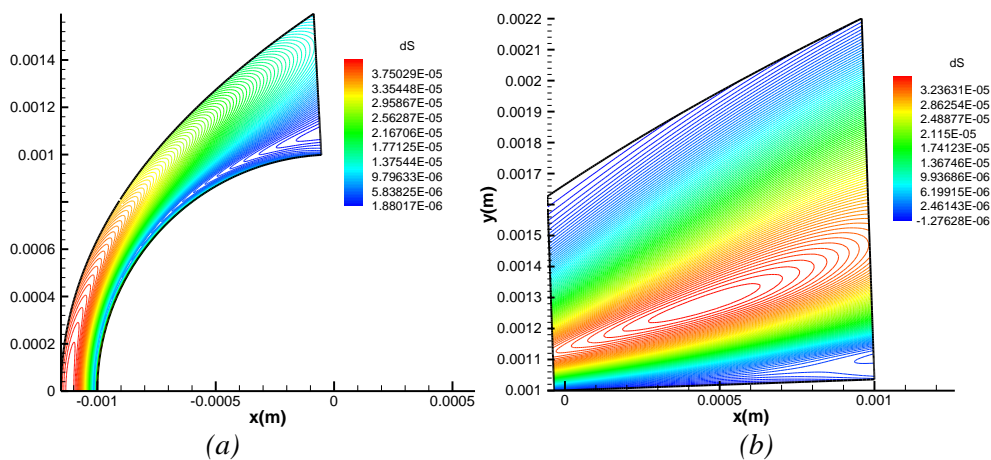 0.0014
0.0012
0.001
0.0008
0.0006
0.0004
0.0002
0
-0.001
-0.0005
0
0.0005
x(m)
dS
3.75029E-05
3.35448E-05
2.95867E-05
2.56287E-05
2.16706E-05
1.77125E-05
1.37544E-05
9.79633E-06
5.83825E-06
1.88017E-06
(a)
0.0022
0.0021
0.002
0.0019
0.0018
0.0017
0.0016
0.0015
0.0014
0.0013
0.0012
0.0011
0.001
y(m)
0
0.0005
0.001
x(m)
dS
3.23631E-05
2.86254E-05
2.48877E-05
2.115E-05
1.74123E-05
1.36746E-05
9.93686E-06
6.19915E-06
2.46143E-06
-1.27628E-06
(b)